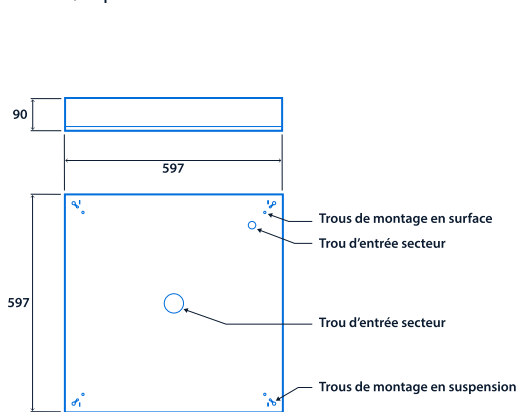 90
597
Trous de montage en surface
Trou d’entrée secteur
597
Trou d’entrée secteur
Trous de montage en suspension